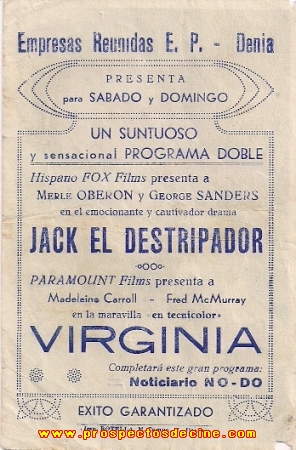 Empresas Reunidas E. P. - Denia
PRESENTA
para SABADO y DOMINGO
UN SUNTUOSO
y sensacional PROGRAMA DOBLE
Hispano FOX Films presenta a
MERLE OBERON y GEORGE SANDERS
en el emocionante y cautivador drama
JACK EL DESTRIPADOR
PARAMOUNT Films presenta a
Madeleine Carroll - Fred McMurray
en la maravilla «en tecnicolor»
VIRGINIA
Completará este gran programa:
Noticiario NO-DO
EXITO GARANTIZADO
Imp. BOTELLA, M.
www.prospectosdecine.com